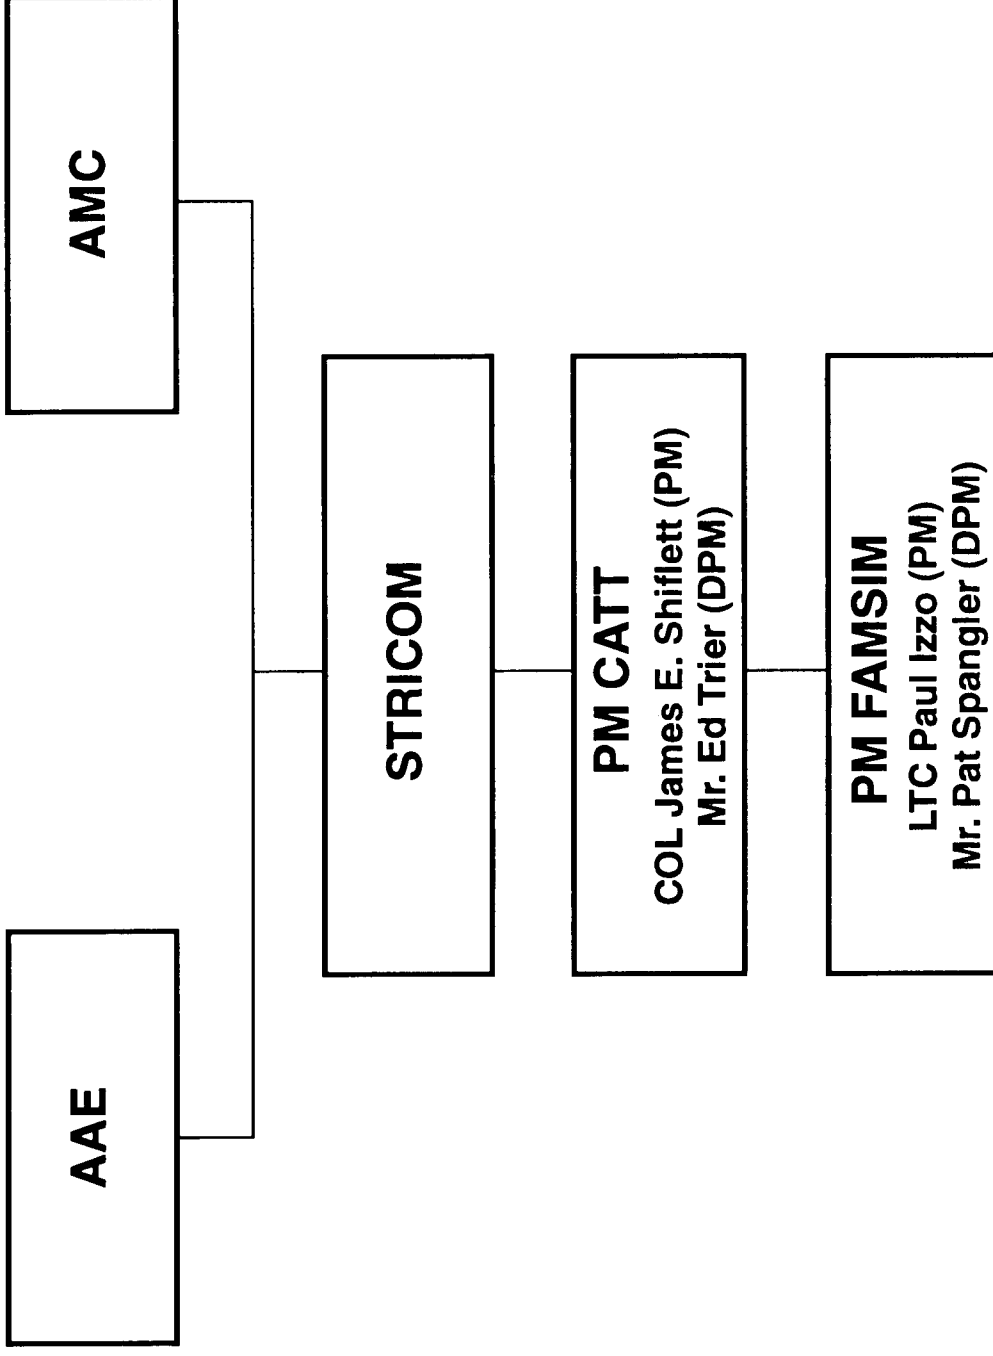 AAE
AMC
STRICOM
PM CATT
COL James E. Shiflett (PM)
Mr. Ed Trier (DPM)
PM FAMSIM
LTC Paul Izzo (PM)
Mr. Pat Spangler (DPM)